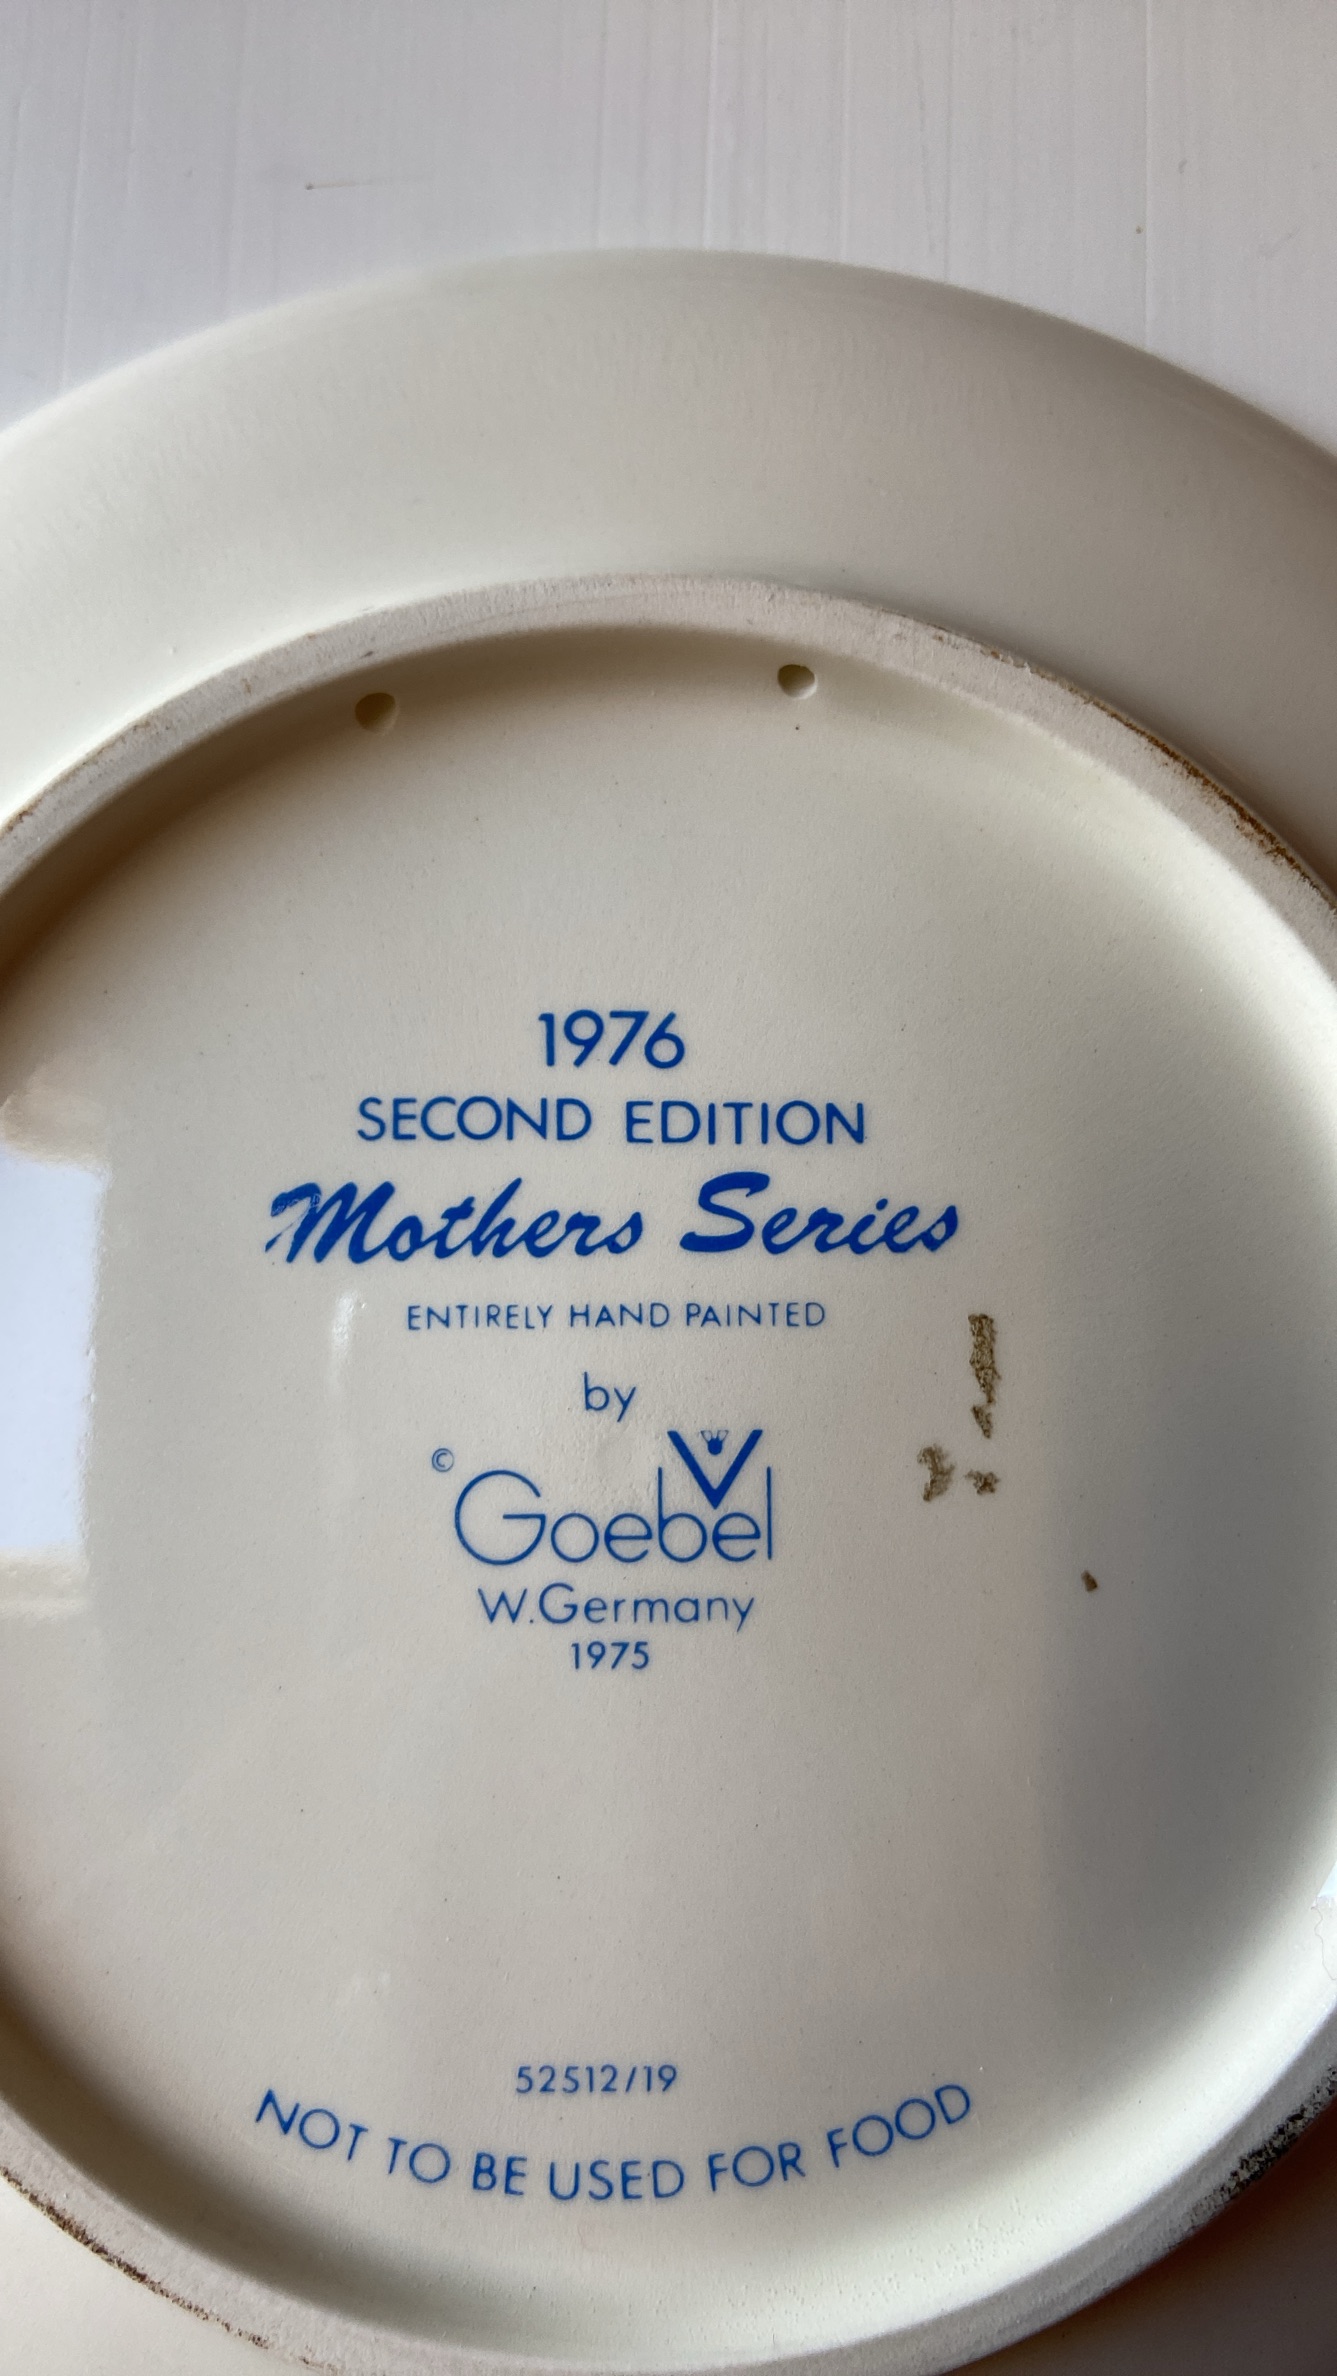 1976
SECOND EDITION
Mothers Series
ENTIRELY HAND PAINTED
by
© Goebel
W.Germany
1975
52512/19
NOT TO BE USED FOR FOOD